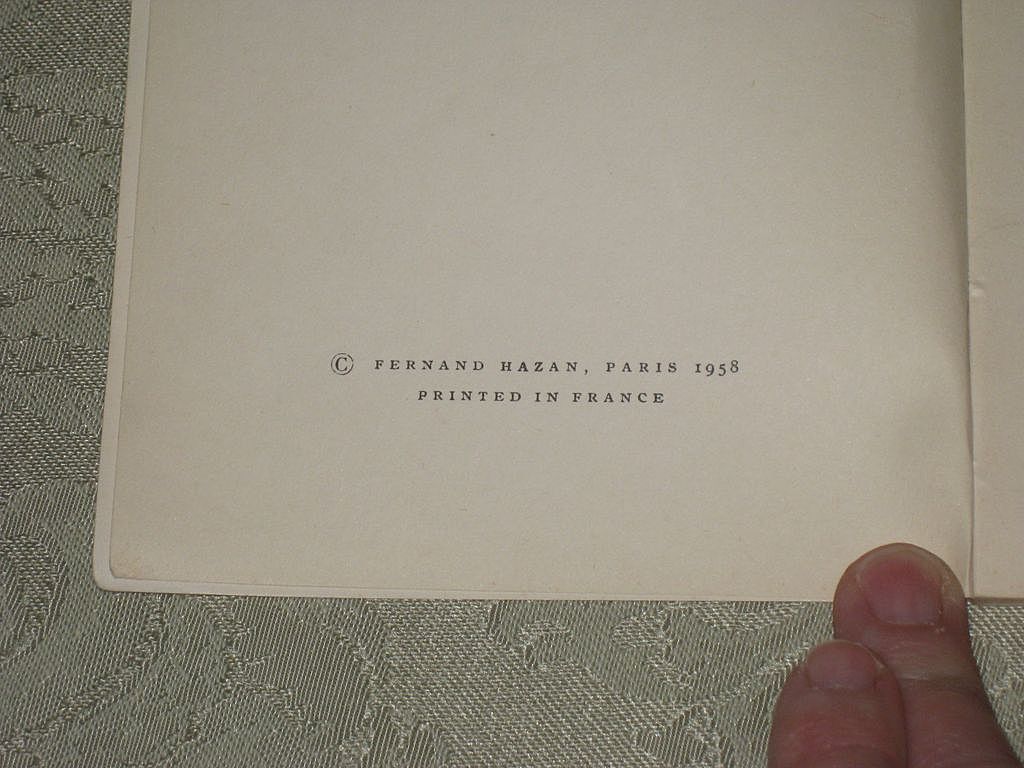 © FERNAND HAZAN, PARIS 1958
PRINTED IN FRANCE